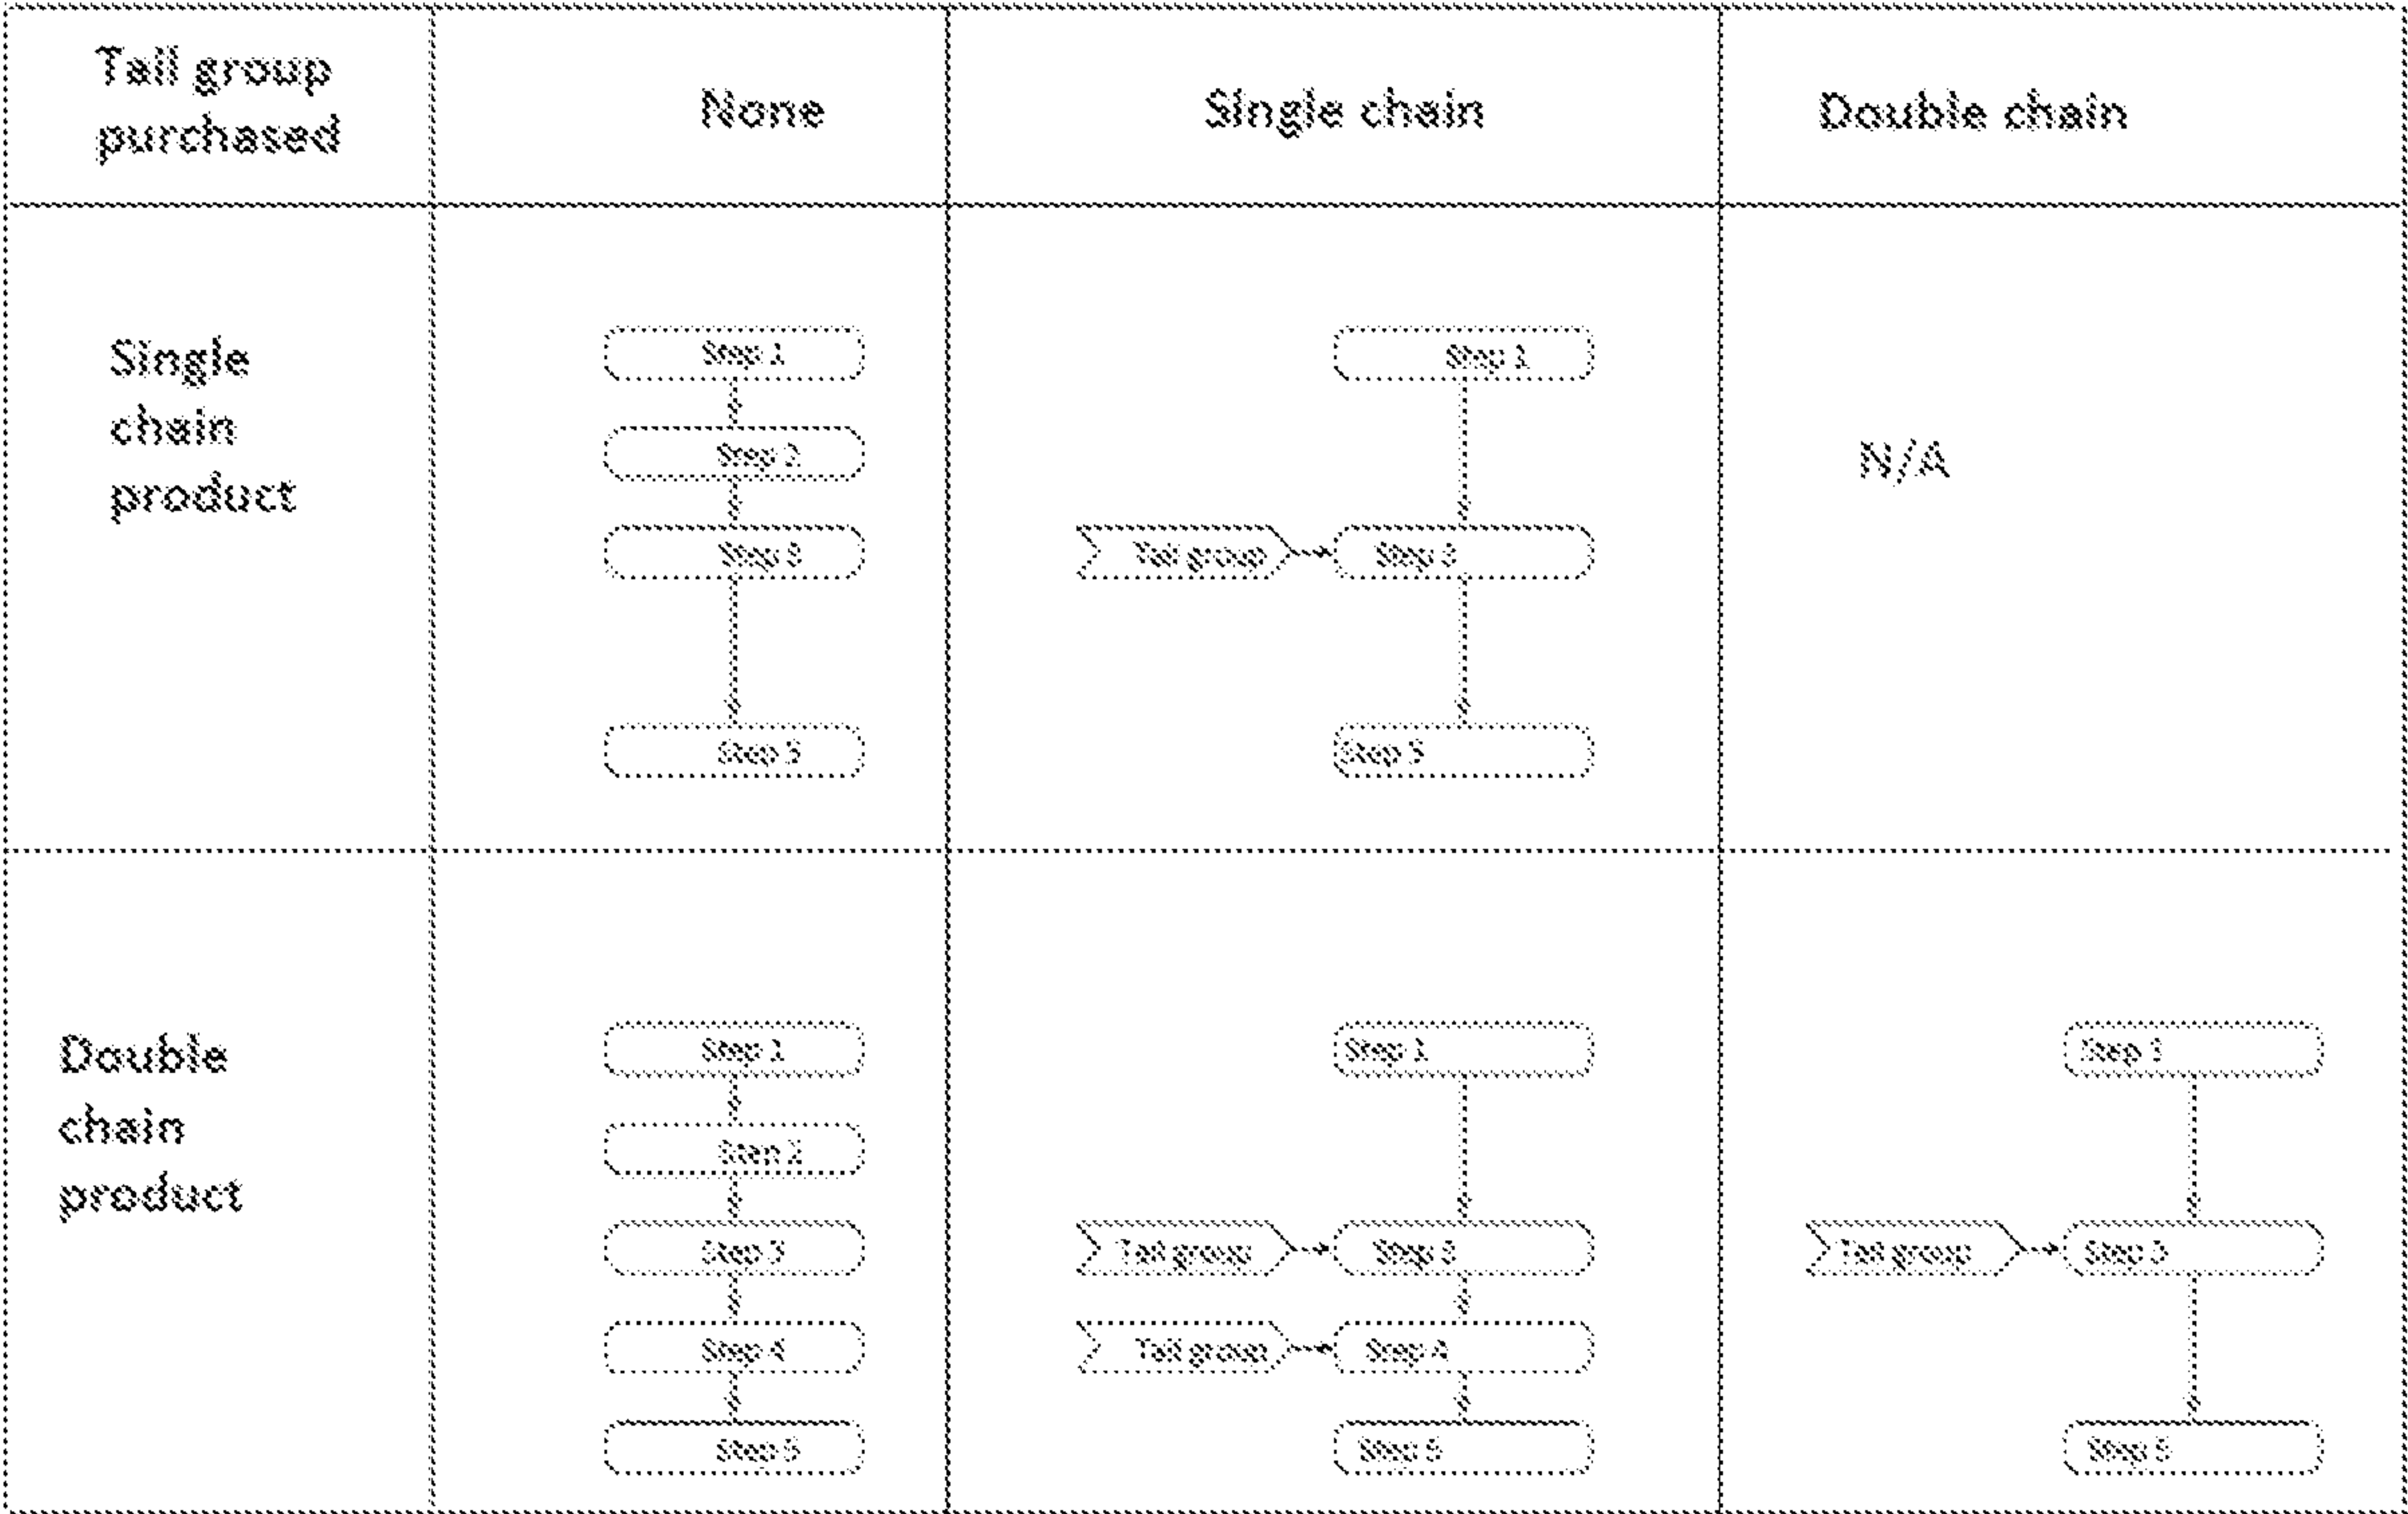 Tail group
purchased
None
Single chain
Double chain
Single
chain
product
Step 1
Step 2
Step 3
Step 5
Step 1
Tail group
Step 3
Step 5
N/A
Double
chain
product
Step 1
Step 2
Step 3
Step 4
Step 5
Step 1
Tail group
Step 3
Tail group
Step 4
Step 5
Step 1
Tail group
Step 3
Step 5